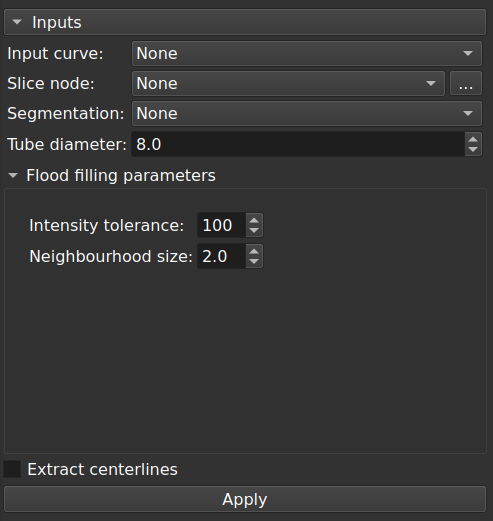 Inputs
Input curve: None
Slice node: None ...
Segmentation: None
Tube diameter: 8.0
Flood filling parameters
Intensity tolerance: 100
Neighbourhood size: 2.0
Extract centerlines
Apply